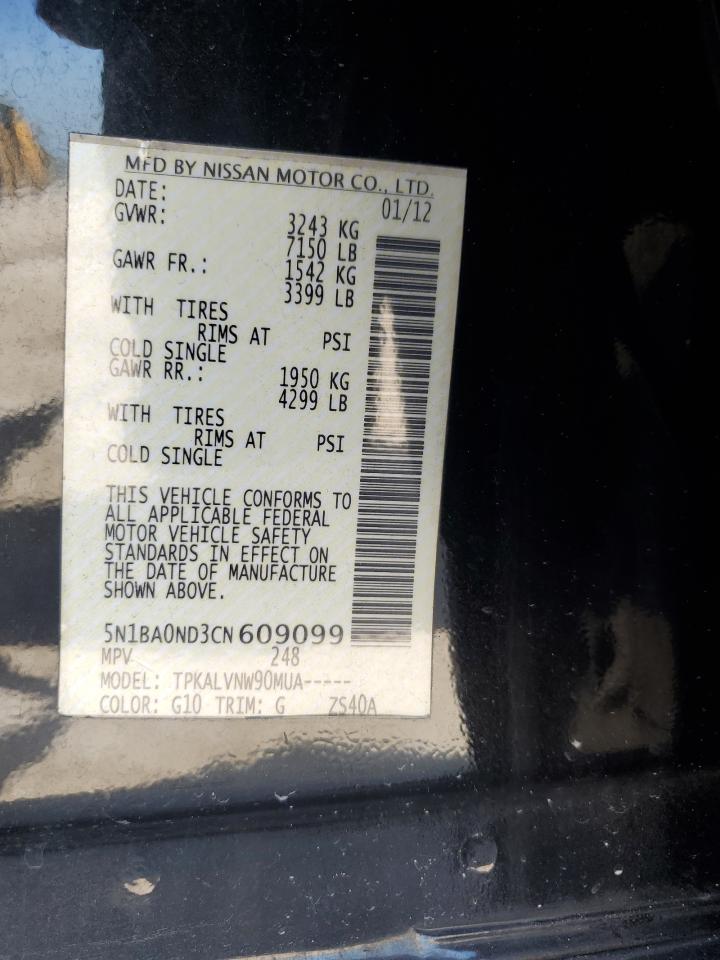 MFD BY NISSAN MOTOR CO., LTD.
DATE: 01/12
GVWR: 3243 KG
7150 LB
GAWR FR.: 1542 KG
3399 LB
WITH TIRES
RIMS AT PSI
COLD SINGLE
GAWR RR.: 1950 KG
4299 LB
WITH TIRES
RIMS AT PSI
COLD SINGLE
THIS VEHICLE CONFORMS TO
ALL APPLICABLE FEDERAL
MOTOR VEHICLE SAFETY
STANDARDS IN EFFECT ON
THE DATE OF MANUFACTURE
SHOWN ABOVE.
5N1BA0ND3CN609099
MPV 248
MODEL: TPKALVNW90MUA-----
COLOR: G10 TRIM: G ZS40A